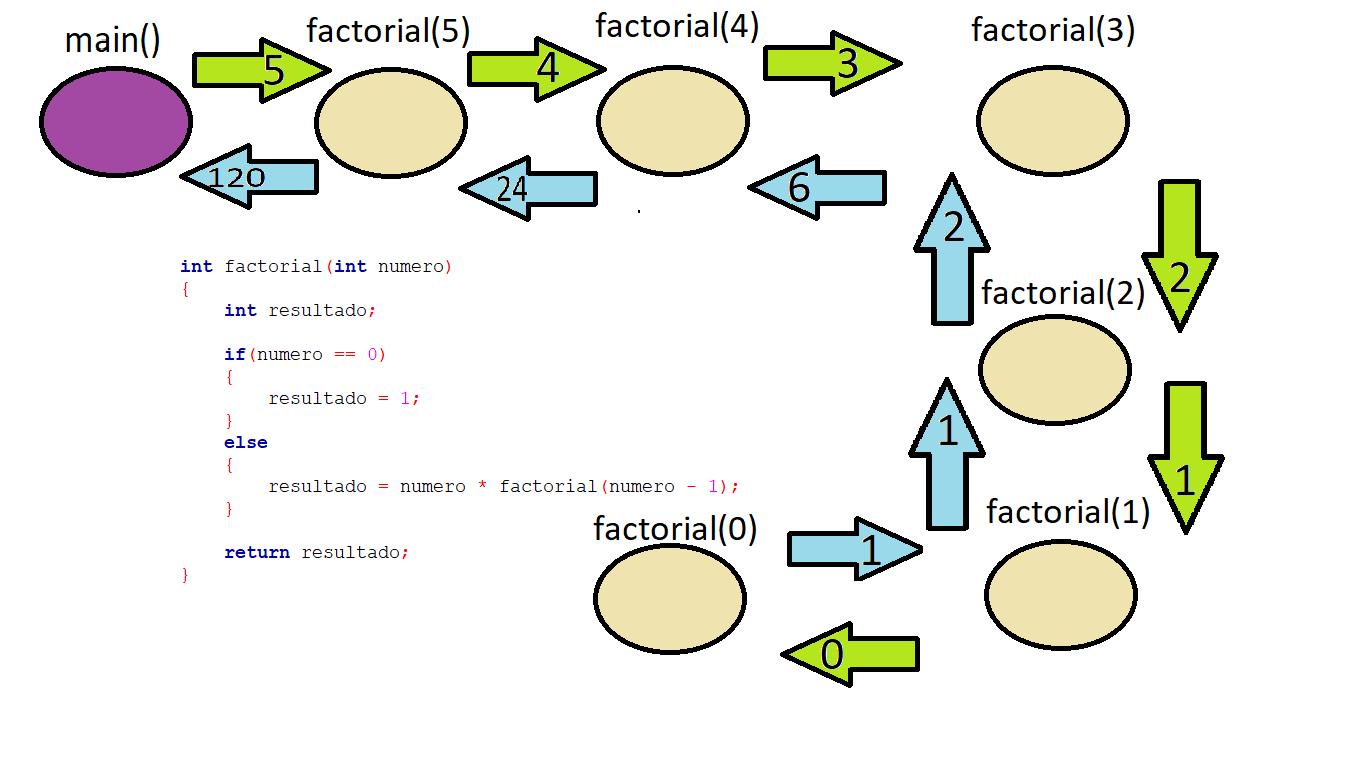 main()
factorial(5)
factorial(4)
factorial(3)
5
4
3
120
24
6
2
2
factorial(2)
int factorial(int numero)
{
int resultado;
if(numero == 0)
{
resultado = 1;
}
else
{
resultado = numero * factorial(numero - 1);
}
return resultado;
}
1
1
factorial(0)
factorial(1)
1
0